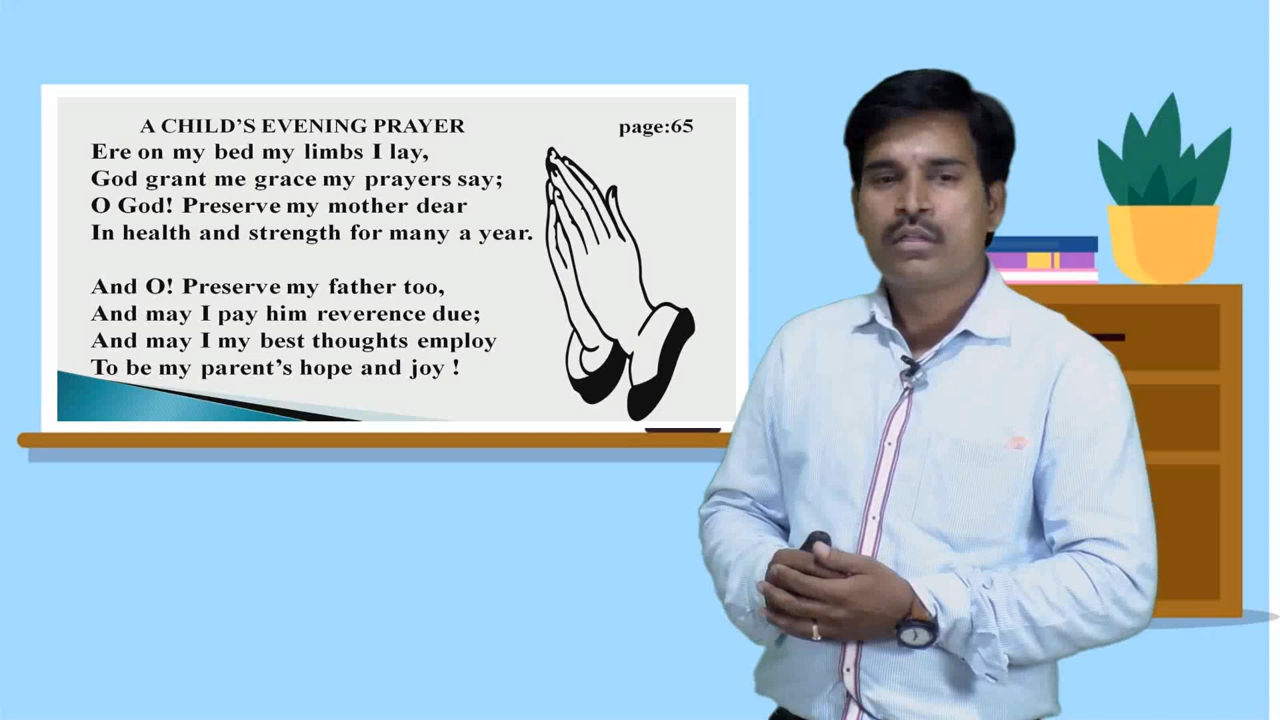 A CHILD'S EVENING PRAYER page:65
Ere on my bed my limbs I lay,
God grant me grace my prayers say;
O God! Preserve my mother dear
In health and strength for many a year.
And O! Preserve my father too,
And may I pay him reverence due;
And may I my best thoughts employ
To be my parent's hope and joy !